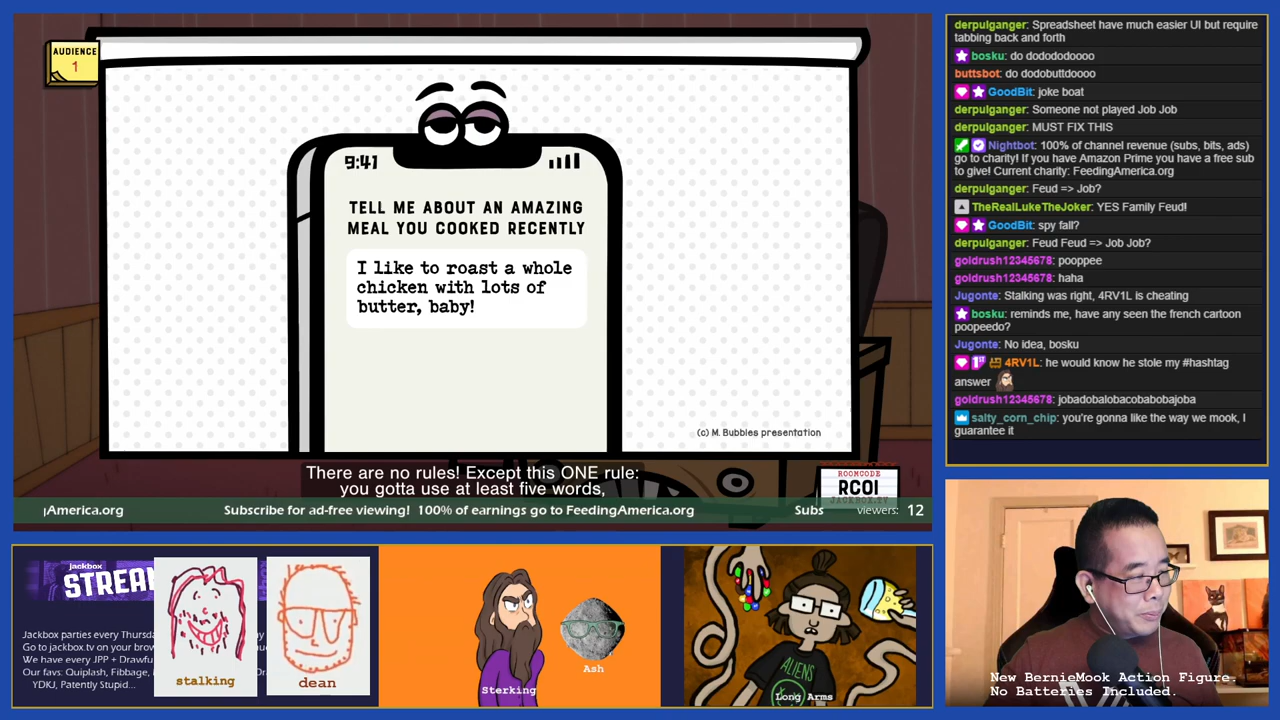 AUDIENCE
1
9:41
TELL ME ABOUT AN AMAZING
MEAL YOU COOKED RECENTLY
I like to roast a whole
chicken with lots of
butter, baby!
(c) M. Bubbles presentation
There are no rules! Except this ONE rule:
you gotta use at least five words,
ROOMCODE
RCOI
JACKBOX.TV
America.org
Subscribe for ad-free viewing! 100% of earnings go to FeedingAmerica.org
Subs
viewers: 12
derpulganger: Spreadsheet have much easier UI but require
tabbing back and forth
bosku: do dododododooo
buttsbot: do dodobuttdoooo
GoodBit: joke boat
derpulganger: Someone not played Job Job
derpulganger: MUST FIX THIS
Nightbot: 100% of channel revenue (subs, bits, ads)
go to charity! If you have Amazon Prime you have a free sub
to give! Current charity: FeedingAmerica.org
derpulganger: Feud => Job?
TheRealLukeTheJoker: YES Family Feud!
GoodBit: spy fall?
derpulganger: Feud Feud => Job Job?
goldrush12345678: pooppee
goldrush12345678: haha
Jugonte: Stalking was right, 4RV1L is cheating
bosku: reminds me, have any seen the french cartoon
poopeedo?
Jugonte: No idea, bosku
4RV1L: he would know he stole my #hashtag
answer
goldrush12345678: jobadobalobacobabobajoba
salty_corn_chip: you're gonna like the way we mook, I
guarantee it
jackbox
STREA
Jackbox parties every Thursda
Go to jackbox.tv on your brow
We have every JPP + Drawfu
Our favs: Quiplash, Fibbage,
YDKJ, Patently Stupid...
stalking
dean
Sterking
Ash
ALIENS
Long Arms
New BernieMook Action Figure.
No Batteries Included.